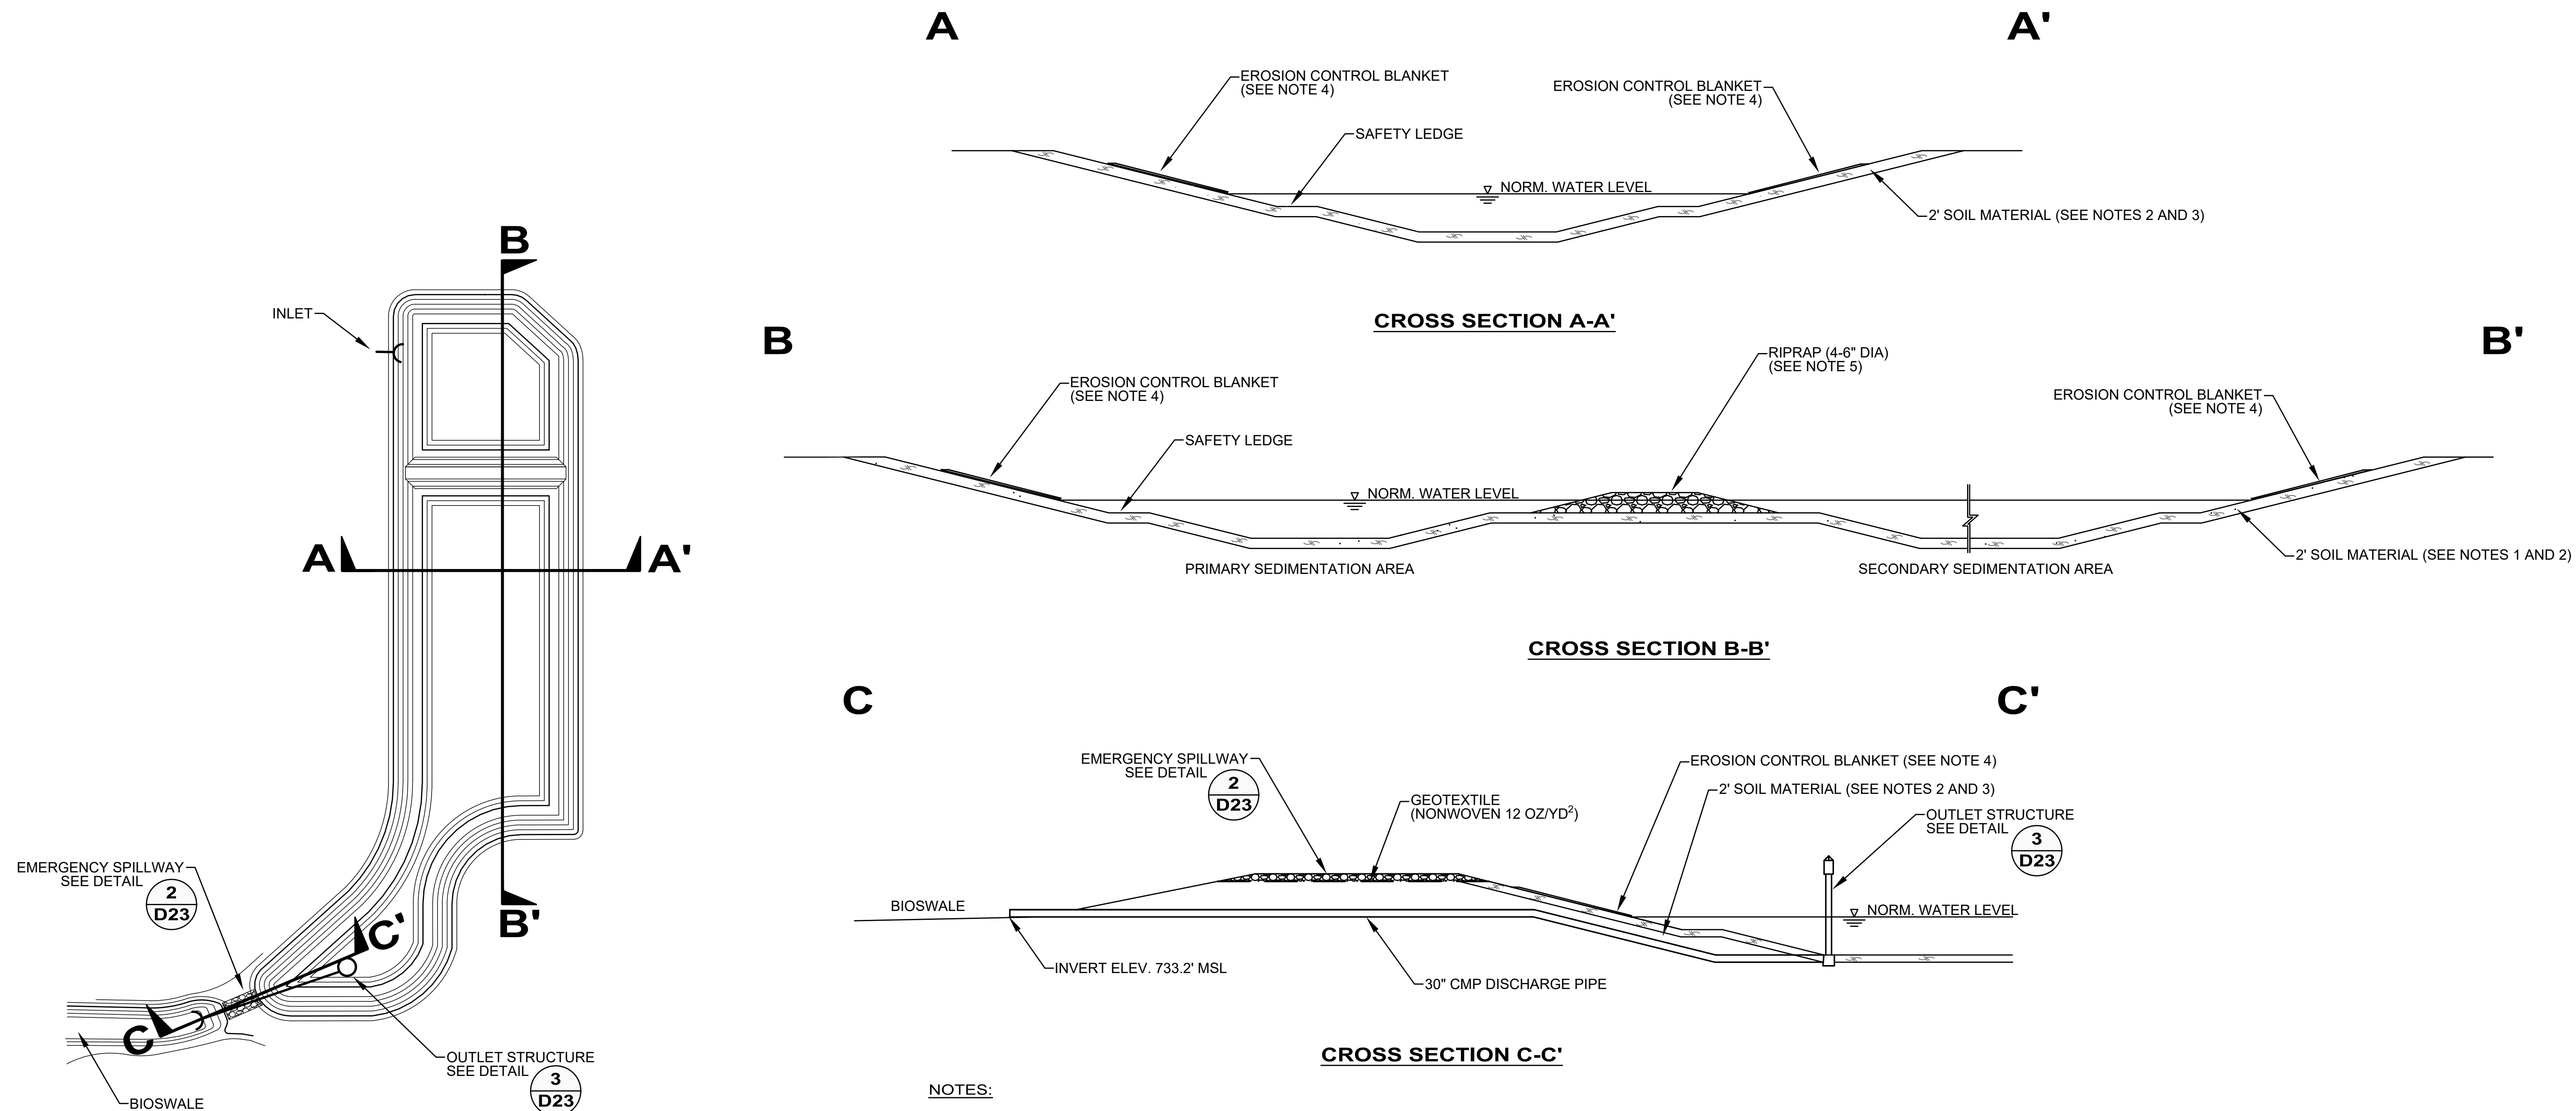 B
INLET
A
A'
EMERGENCY SPILLWAY
SEE DETAIL
2
D23
B'
C'
C
OUTLET STRUCTURE
SEE DETAIL
3
D23
BIOSWALE
A
A'
EROSION CONTROL BLANKET
(SEE NOTE 4)
EROSION CONTROL BLANKET
(SEE NOTE 4)
SAFETY LEDGE
NORM. WATER LEVEL
2' SOIL MATERIAL (SEE NOTES 2 AND 3)
CROSS SECTION A-A'
B
B'
RIPRAP (4-6" DIA)
(SEE NOTE 5)
EROSION CONTROL BLANKET
(SEE NOTE 4)
EROSION CONTROL BLANKET
(SEE NOTE 4)
SAFETY LEDGE
NORM. WATER LEVEL
2' SOIL MATERIAL (SEE NOTES 1 AND 2)
PRIMARY SEDIMENTATION AREA
SECONDARY SEDIMENTATION AREA
CROSS SECTION B-B'
C
C'
EMERGENCY SPILLWAY
SEE DETAIL
2
D23
EROSION CONTROL BLANKET (SEE NOTE 4)
2' SOIL MATERIAL (SEE NOTES 2 AND 3)
GEOTEXTILE
(NONWOVEN 12 OZ/YD²)
OUTLET STRUCTURE
SEE DETAIL
3
D23
BIOSWALE
NORM. WATER LEVEL
INVERT ELEV. 733.2' MSL
30" CMP DISCHARGE PIPE
CROSS SECTION C-C'
NOTES: